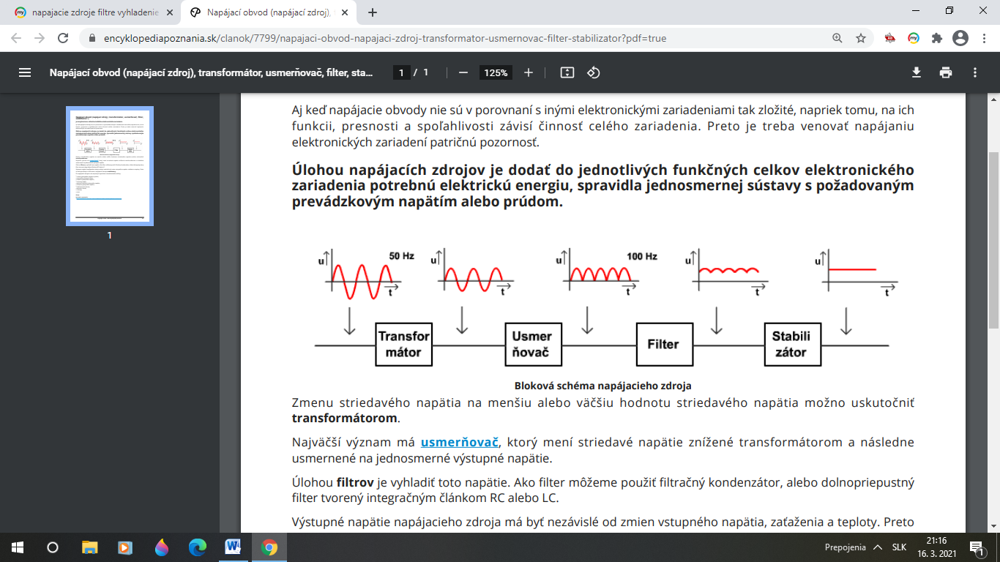 napajacie zdroje filtre vyhladenie
Napájací obvod (napájací zdroj),
encyklopediapoznania.sk/clanok/7799/napajaci-obvod-napajaci-zdroj-transformator-usmernovac-filter-stabilizator?pdf=true
Napájací obvod (napájací zdroj), transformátor, usmerňovač, filter, sta...
1 / 1
125%
1
Aj keď napájacie obvody nie sú v porovnaní s inými elektronickými zariadeniami tak zložité, napriek tomu, na ich
funkcii, presnosti a spoľahlivosti závisí činnosť celého zariadenia. Preto je treba venovať napájaniu
elektronických zariadení patričnú pozornosť.
Úlohou napájacích zdrojov je dodať do jednotlivých funkčných celkov elektronického
zariadenia potrebnú elektrickú energiu, spravidla jednosmernej sústavy s požadovaným
prevádzkovým napätím alebo prúdom.
u 50 Hz t
u t
u 100 Hz t
u t
u t
Transfor
mátor
Usmer
ňovač
Filter
Stabili
zátor
Bloková schéma napájacieho zdroja
Zmenu striedavého napätia na menšiu alebo väčšiu hodnotu striedavého napätia možno uskutočniť
transformátorom.
Najväčší význam má usmerňovač, ktorý mení striedavé napätie znížené transformátorom a následne
usmernené na jednosmerné výstupné napätie.
Úlohou filtrov je vyhladiť toto napätie. Ako filter môžeme použiť filtračný kondenzátor, alebo dolnopriepustný
filter tvorený integračným článkom RC alebo LC.
Výstupné napätie napájacieho zdroja má byť nezávislé od zmien vstupného napätia, zaťaženia a teploty. Preto
Prepojenia
SLK
21:16
16. 3. 2021
1